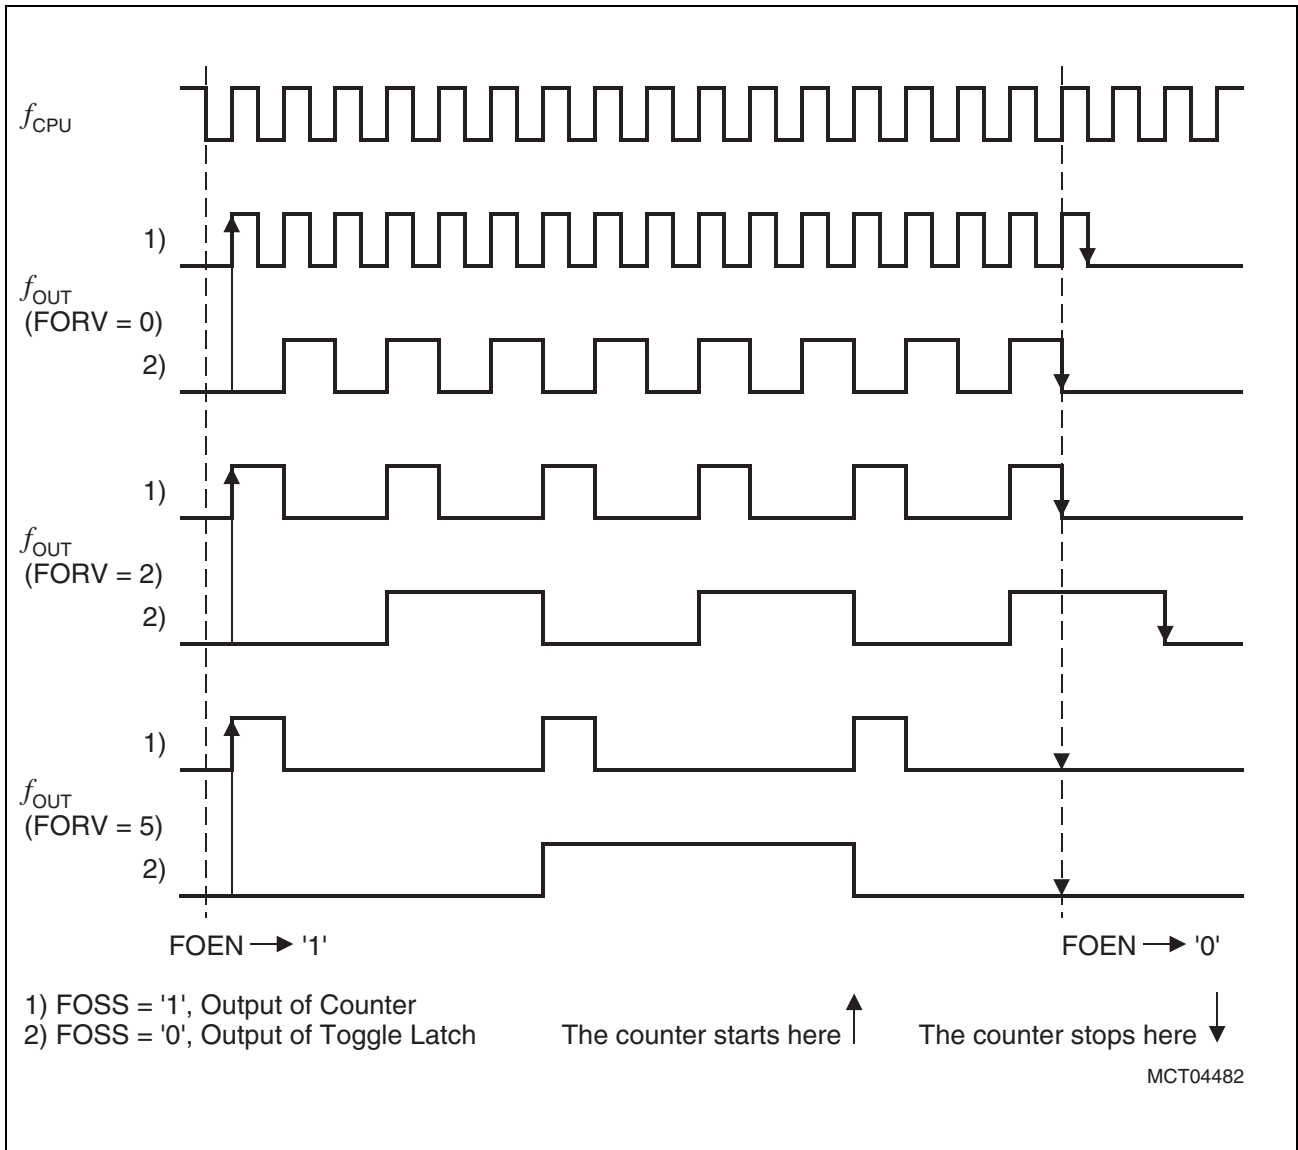 fCPU
1)
fOUT
(FORV = 0)
2)
1)
fOUT
(FORV = 2)
2)
1)
fOUT
(FORV = 5)
2)
FOEN → '1'
FOEN → '0'
1) FOSS = '1', Output of Counter
2) FOSS = '0', Output of Toggle Latch
The counter starts here ↑
The counter stops here ↓
MCT04482